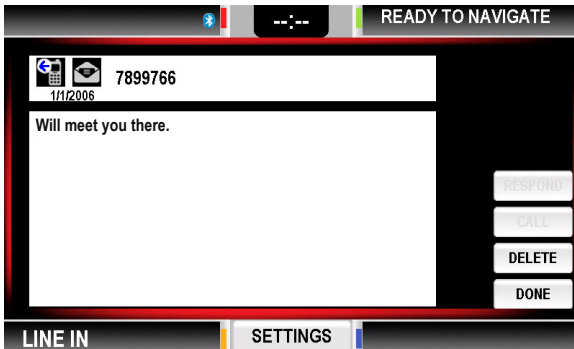 --:-- READY TO NAVIGATE
7899766
1/1/2006
Will meet you there.
RESPOND
CALL
DELETE
DONE
LINE IN SETTINGS